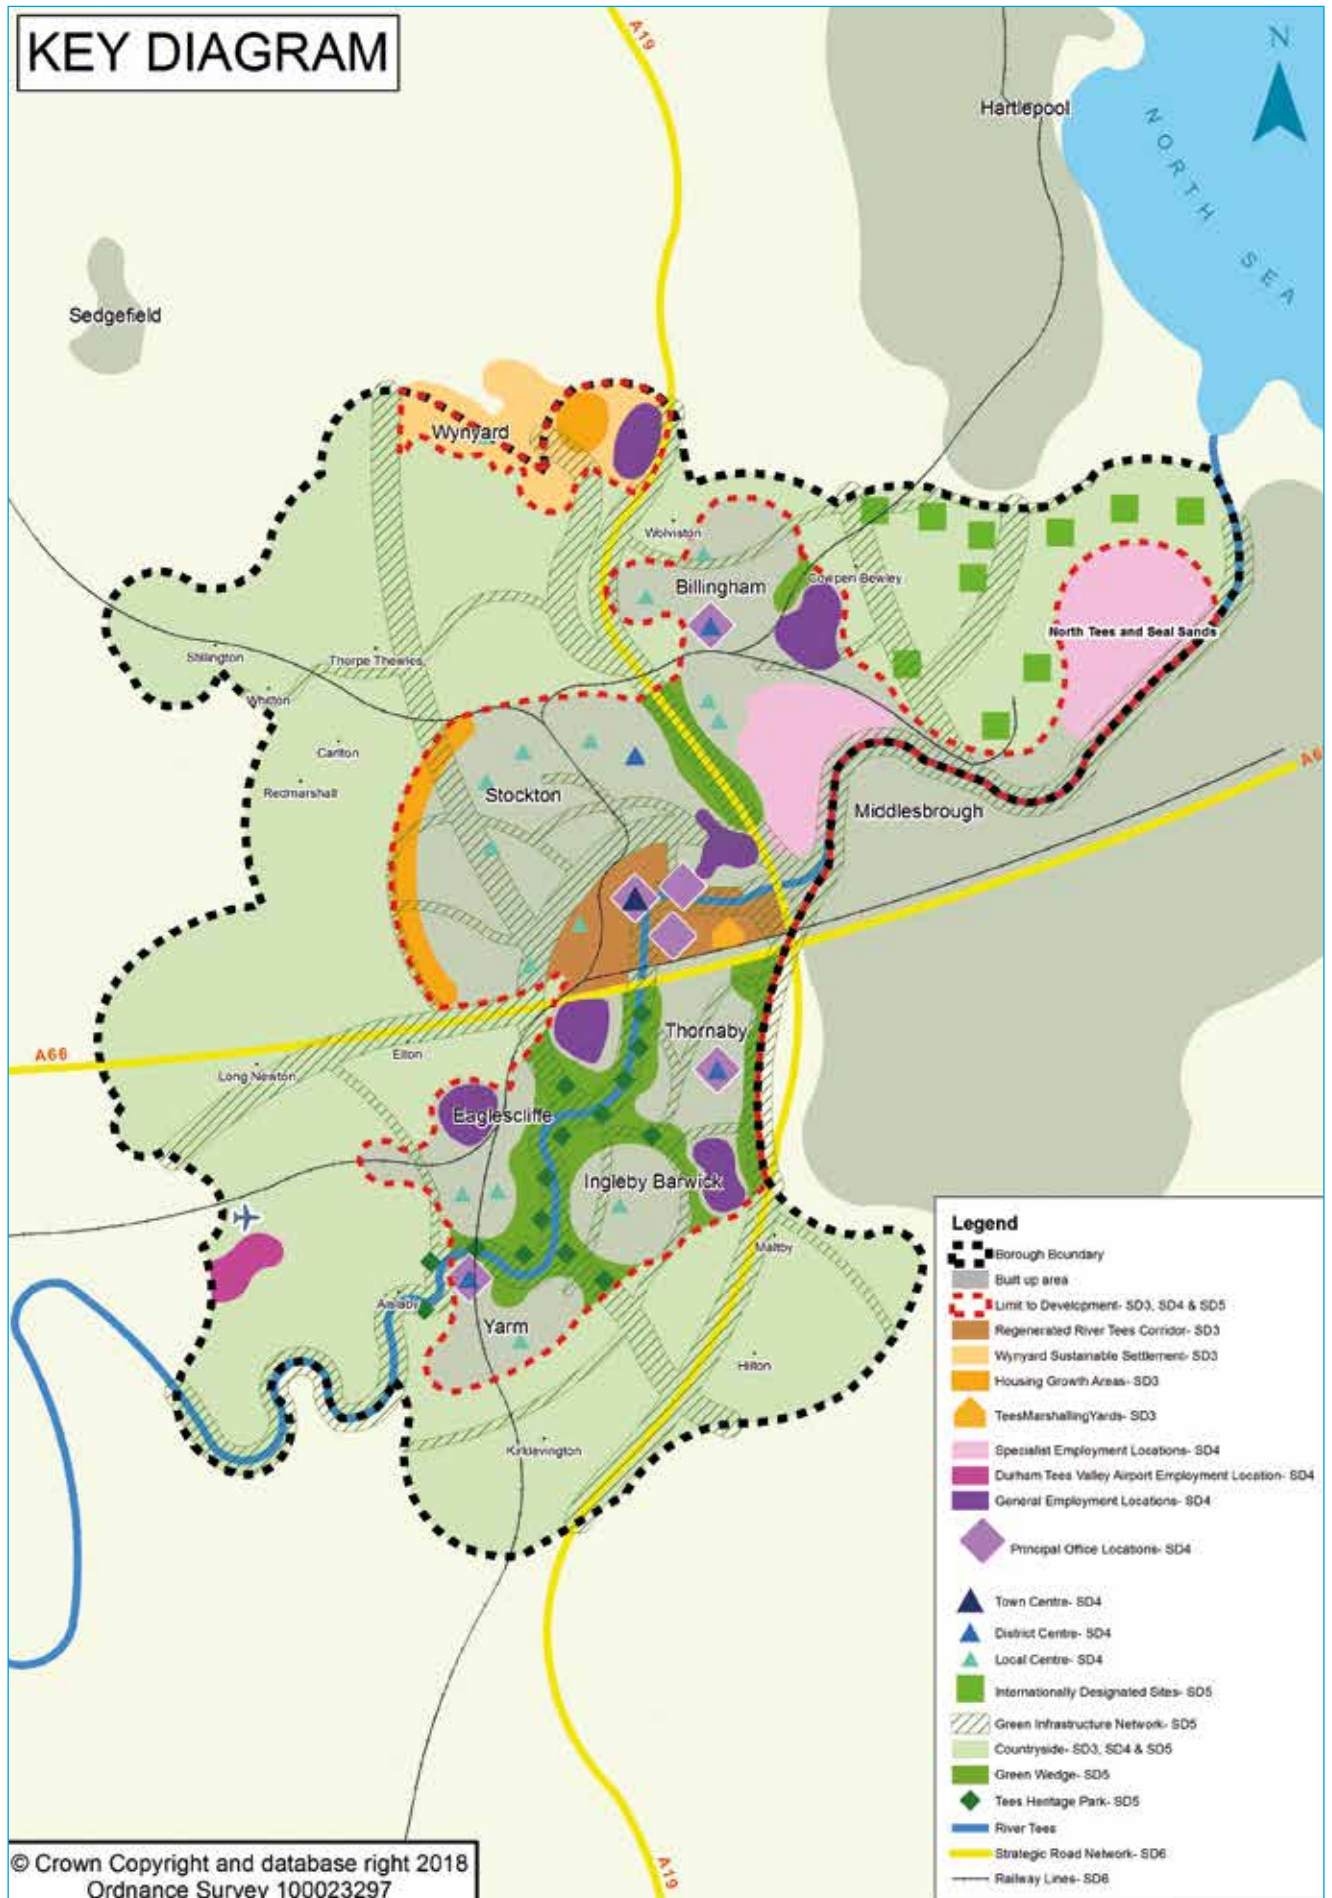 KEY DIAGRAM
A19
N
Hartlepool
NORTH SEA
Sedgefield
Wynyard
Wolviston
Billingham
Cowpen Bewley
North Tees and Seal Sands
Stillington
Thorpe Thewles
Whitton
Carlton
Redmarshall
Stockton
Middlesbrough
A6
Thornaby
A66
Elton
Long Newton
Eaglescliffe
Ingleby Barwick
Maltby
Aislaby
Yarm
Hilton
Kirklevington
Legend
Borough Boundary
Built up area
Limit to Development- SD3, SD4 & SD5
Regenerated River Tees Corridor- SD3
Wynyard Sustainable Settlement- SD3
Housing Growth Areas- SD3
TeesMarshallingYards- SD3
Specialist Employment Locations- SD4
Durham Tees Valley Airport Employment Location- SD4
General Employment Locations- SD4
Principal Office Locations- SD4
Town Centre- SD4
District Centre- SD4
Local Centre- SD4
Internationally Designated Sites- SD5
Green Infrastructure Network- SD5
Countryside- SD3, SD4 & SD5
Green Wedge- SD5
Tees Heritage Park- SD5
River Tees
Strategic Road Network- SD6
Railway Lines- SD6
A19
© Crown Copyright and database right 2018
Ordnance Survey 100023297